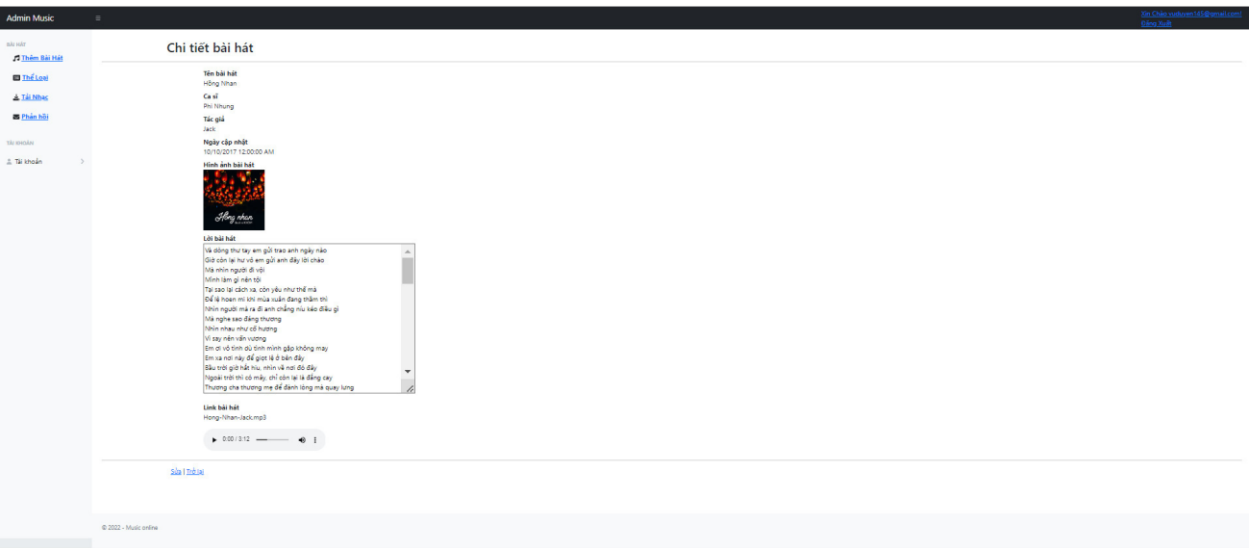 Admin Music
≡
Xin Chào
Đăng Xuất
BÀI HÁT
Thêm Bài Hát
Thể Loại
Tải Nhạc
Phản hồi
TÀI KHOẢN
Tài khoản
Chi tiết bài hát
Tên bài hát
Hồng Nhan
Ca sĩ
Phi Nhung
Tác giả
Jack
Ngày cập nhật
10/10/2017 12:00:00 AM
Hình ảnh bài hát
Hồng nhan
Lời bài hát
Và dòng thư tay em gửi trao anh ngày nào
Giờ còn lại hư vô em gửi anh đây lời chào
Mà nhìn người đi vội
Mình làm gì nên tội
Tại sao lại cách xa, còn yêu như thế mà
Để lệ hoen mi khi mùa xuân đang thầm thì
Nhìn người mà ra đi anh chẳng níu kéo điều gì
Mà nghe sao đáng thương
Nhìn nhau như cố hương
Vì say nên vấn vương
Em ơi vô tình dù tình mình gặp không may
Em xa nơi này để giọt lệ ở bên đây
Bầu trời giờ hắt hiu, nhìn về nơi đó đây
Ngoài trời thì có mây, chỉ còn lại là đắng cay
Thương cha thương mẹ để đành lòng mà quay lưng
Link bài hát
Hong-Nhan-Jack.mp3
0:00 / 3:12
Sửa | Trở lại
© 2022 - Music online